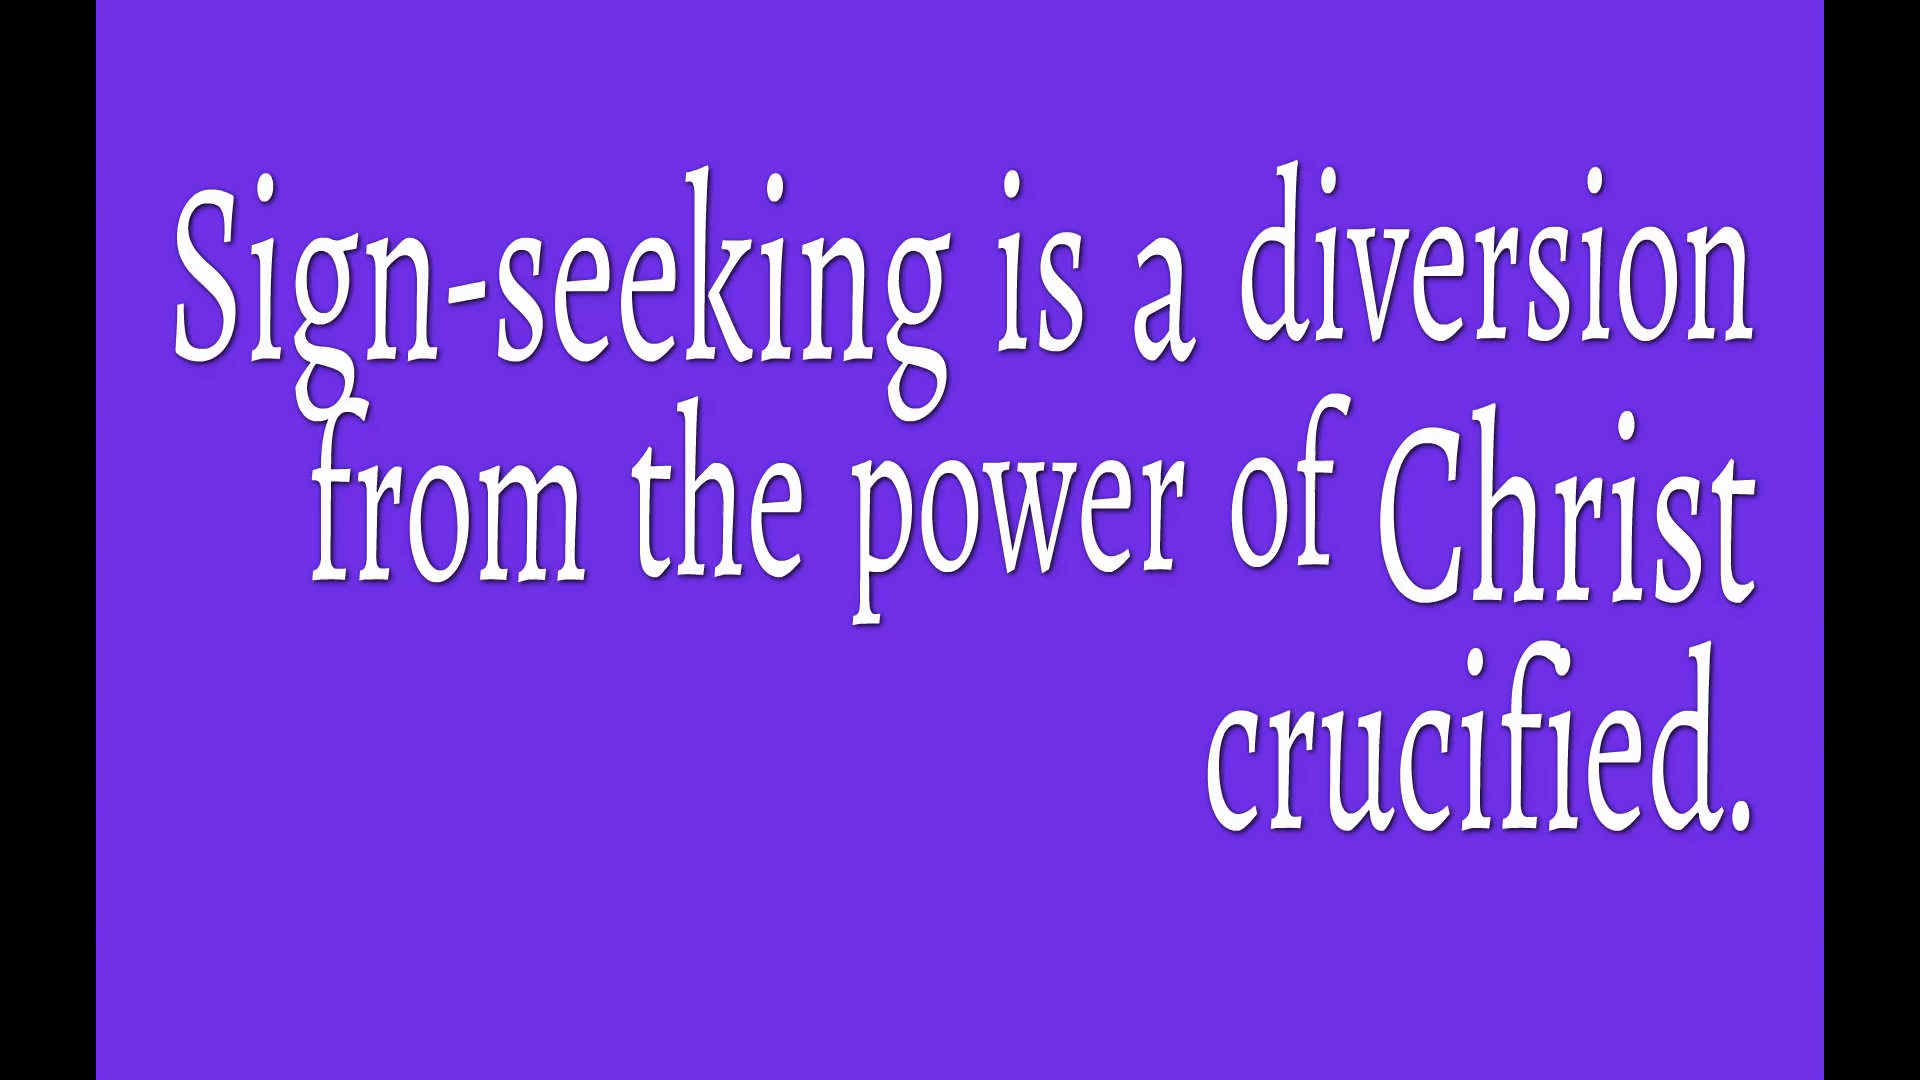 Sign-seeking is a diversion
from the power of Christ
crucified.